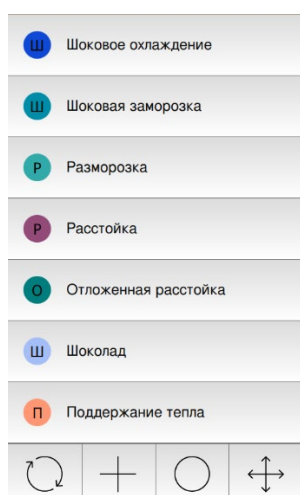 Ш Шоковое охлаждение
Ш Шоковая заморозка
Р Разморозка
Р Расстойка
О Отложенная расстойка
Ш Шоколад
П Поддержание тепла